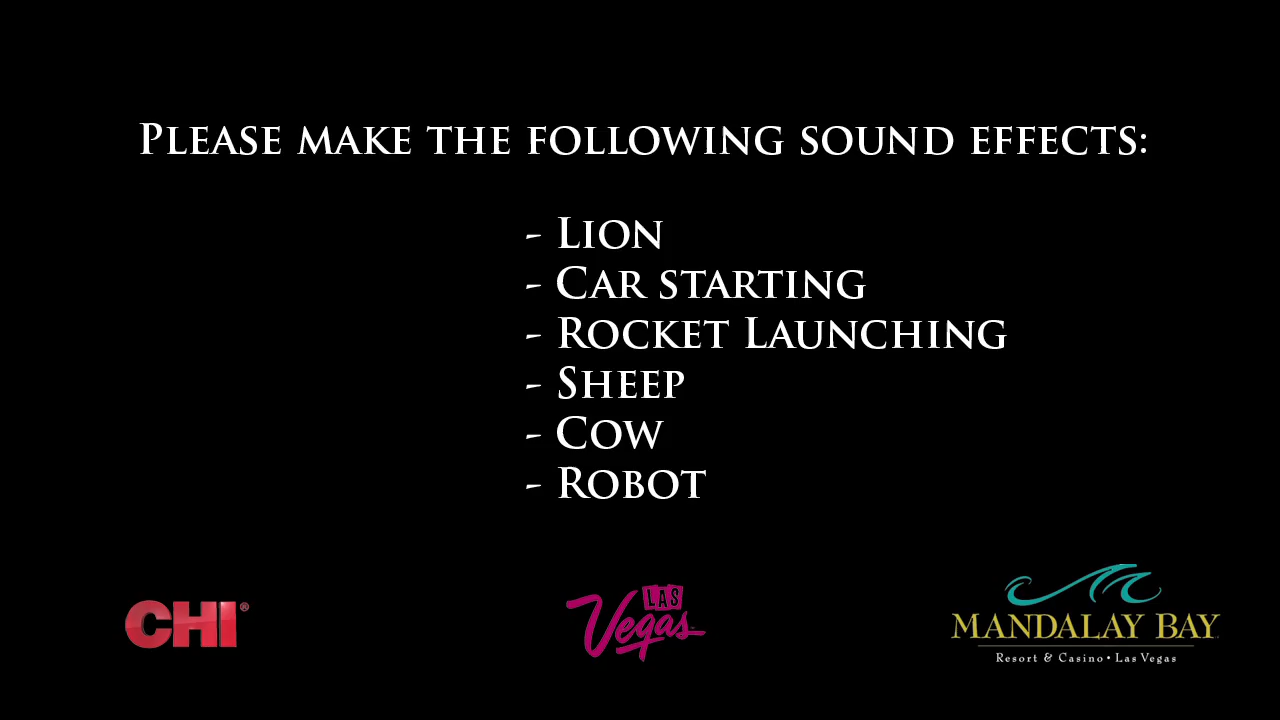 Please make the following sound effects:
- Lion
- Car starting
- Rocket Launching
- Sheep
- Cow
- Robot
CHI®
LAS
Vegas
MANDALAY BAY
Resort & Casino • Las Vegas